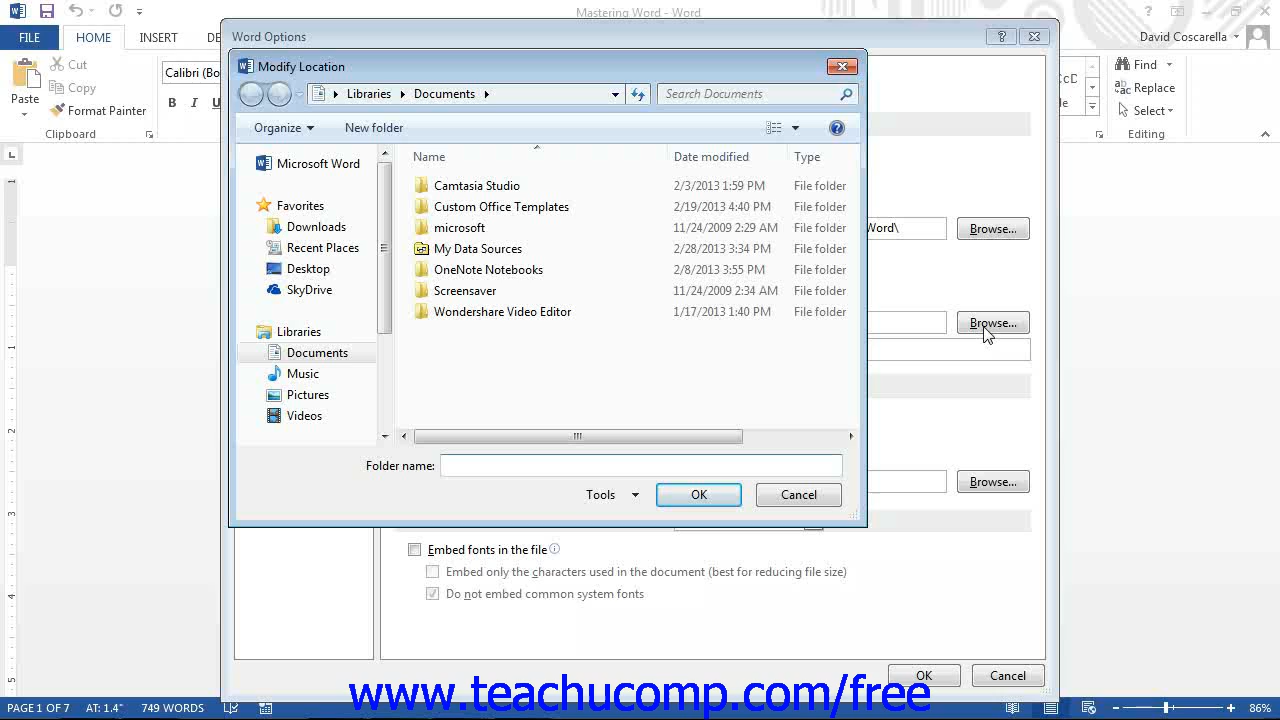 Mastering Word - Word
FILE HOME INSERT DE
David Coscarella
Word Options
Modify Location
Libraries Documents
Search Documents
Paste
Cut
Copy
Format Painter
Clipboard
Calibri (Bo
B I U
Find
Replace
Select
Editing
Organize New folder
Microsoft Word
Favorites
Downloads
Recent Places
Desktop
SkyDrive
Libraries
Documents
Music
Pictures
Videos
Name Date modified Type
Camtasia Studio 2/3/2013 1:59 PM File folder
Custom Office Templates 2/19/2013 4:40 PM File folder
microsoft 11/24/2009 2:29 AM File folder
My Data Sources 2/28/2013 3:34 PM File folder
OneNote Notebooks 2/8/2013 3:55 PM File folder
Screensaver 11/24/2009 2:34 AM File folder
Wondershare Video Editor 1/17/2013 1:40 PM File folder
Folder name:
Tools OK Cancel
Word\ Browse...
Browse...
Browse...
Embed fonts in the file
Embed only the characters used in the document (best for reducing file size)
Do not embed common system fonts
OK Cancel
www.teachucomp.com/free
PAGE 1 OF 7 AT: 1.4" 749 WORDS 86%